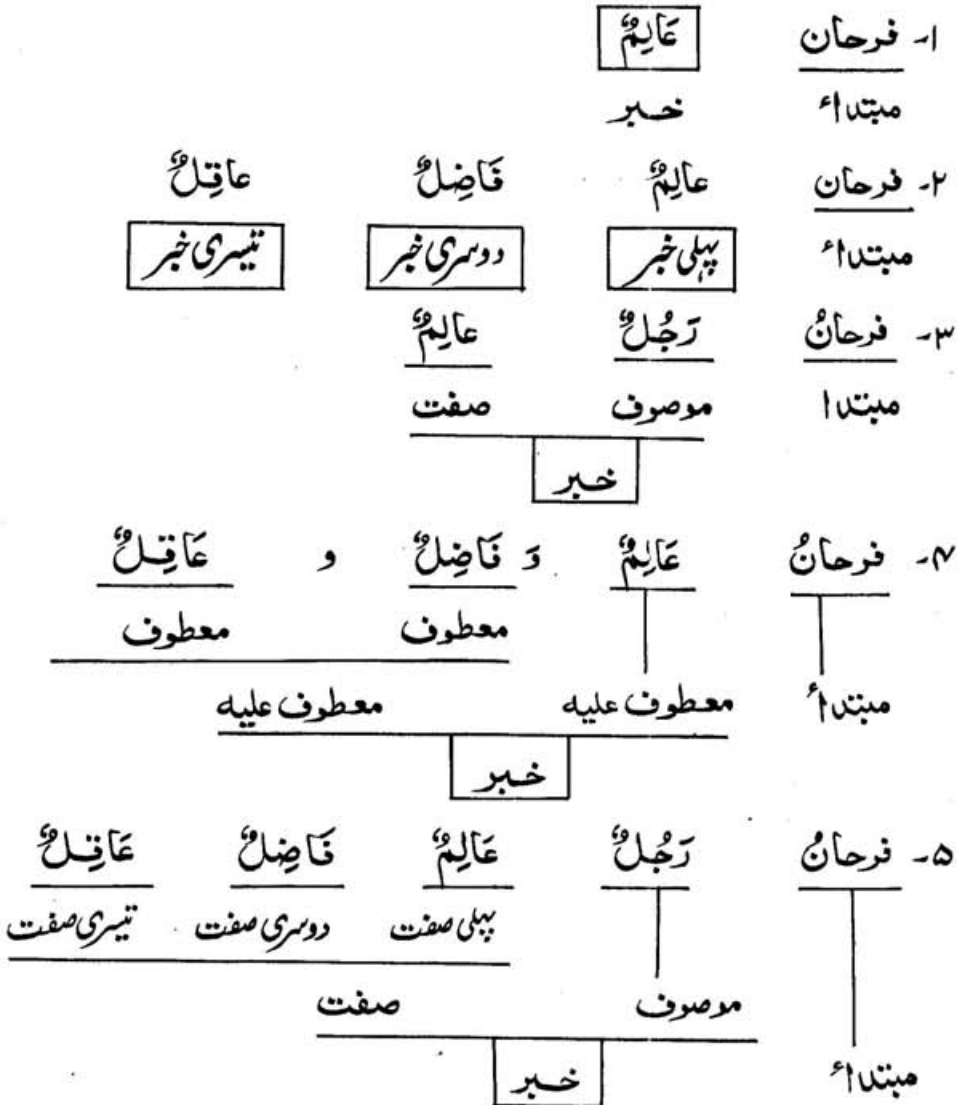 ۱- فرحان عَالِمٌ
مبتداء خبر
۲- فرحان عالِمٌ فَاضِلٌ عاقِلٌ
مبتداء پہلی خبر دوسری خبر تیسری خبر
۳- فرحانُ رَجُلٌ عالِمٌ
مبتدا موصوف صفت
خبر
۴- فرحانُ عَالِمٌ وَ فَاضِلٌ و عَاقِلٌ
معطوف معطوف
مبتداء معطوف علیه معطوف علیه
خبر
۵- فرحانُ رَجُلٌ عَالِمٌ فَاضِلٌ عَاقِلٌ
پہلی صفت دوسری صفت تیسری صفت
موصوف صفت
مبتداء خبر